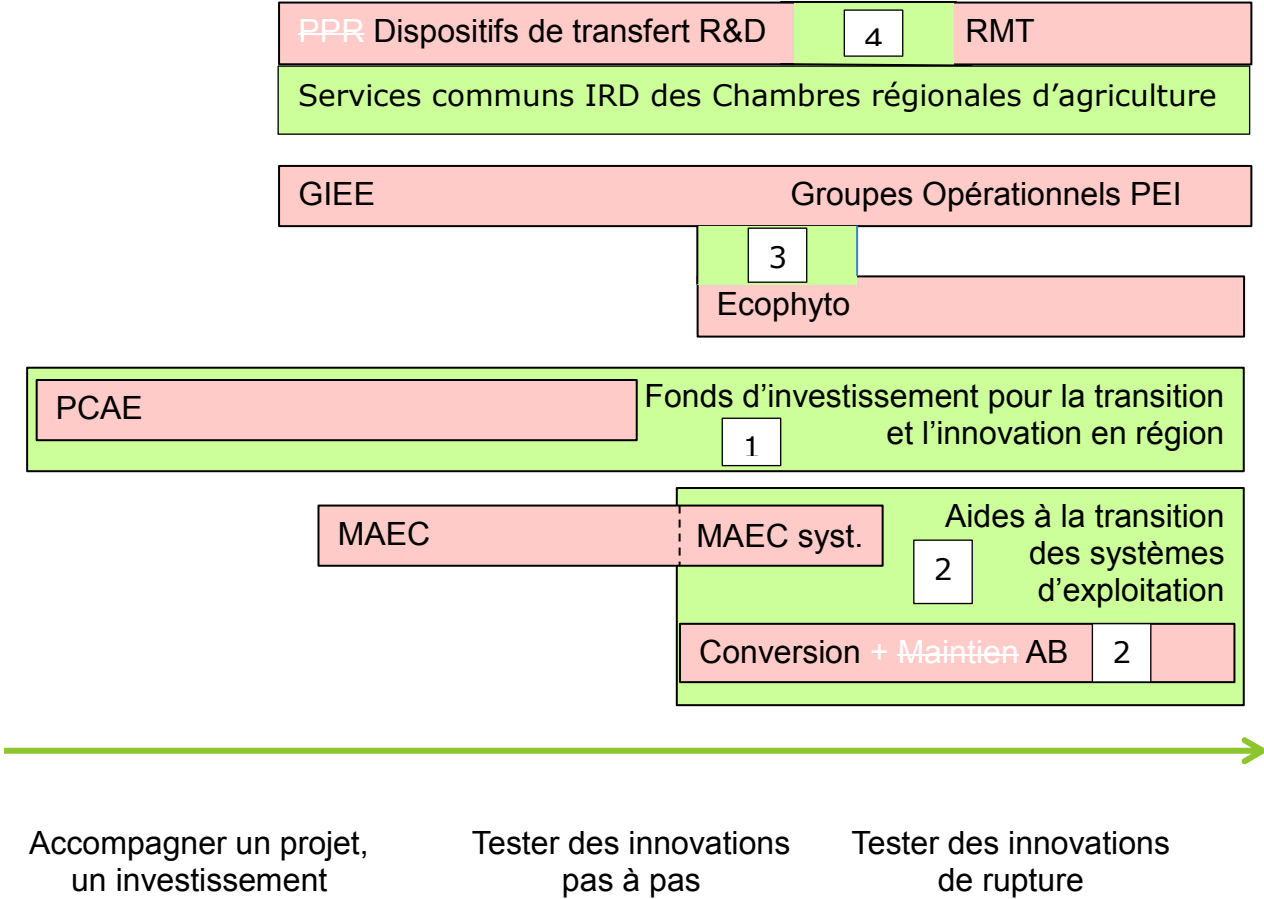 PPR Dispositifs de transfert R&D 4 RMT
Services communs IRD des Chambres régionales d'agriculture
GIEE Groupes Opérationnels PEI
3
Ecophyto
PCAE
Fonds d'investissement pour la transition
et l'innovation en région
1
MAEC
MAEC syst.
Aides à la transition
des systèmes
d'exploitation
2
Conversion + Maintien AB 2
Accompagner un projet,
un investissement
Tester des innovations
pas à pas
Tester des innovations
de rupture